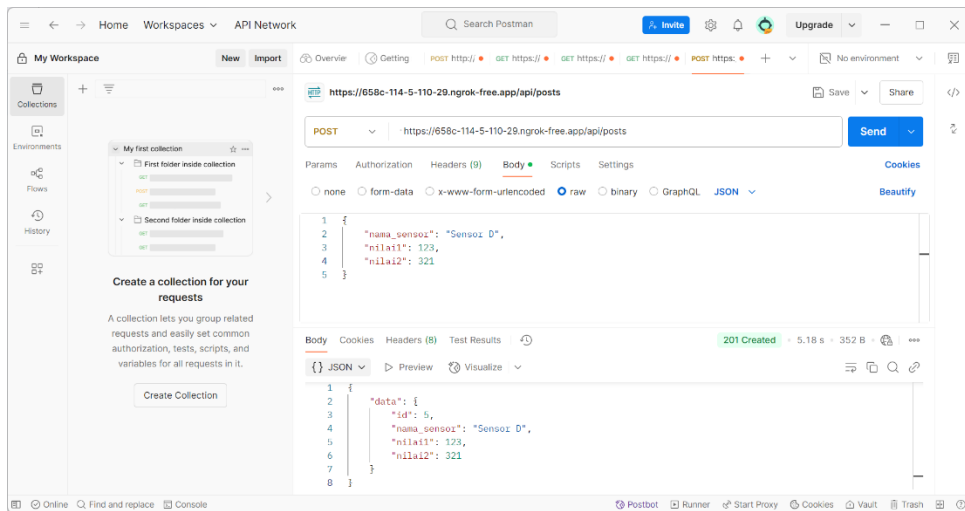 Home Workspaces API Network Search Postman Invite Upgrade
My Workspace New Import Overvie Getting POST http:// GET https:// GET https:// GET https:// POST https: No environment
Collections
Environments
Flows
History
My first collection
First folder inside collection
GET
POST
GET
Second folder inside collection
GET
GET
Create a collection for your
requests
A collection lets you group related
requests and easily set common
authorization, tests, scripts, and
variables for all requests in it.
Create Collection
HTTP https://658c-114-5-110-29.ngrok-free.app/api/posts Save Share
POST https://658c-114-5-110-29.ngrok-free.app/api/posts Send
Params Authorization Headers (9) Body Scripts Settings Cookies
none form-data x-www-form-urlencoded raw binary GraphQL JSON Beautify
1 {
2 "nama_sensor": "Sensor D",
3 "nilai1": 123,
4 "nilai2": 321
5 }
Body Cookies Headers (8) Test Results 201 Created 5.18 s 352 B
{} JSON Preview Visualize
1 {
2 "data": {
3 "id": 5,
4 "nama_sensor": "Sensor D",
5 "nilai1": 123,
6 "nilai2": 321
7 }
8 }
Online Find and replace Console Postbot Runner Start Proxy Cookies Vault Trash